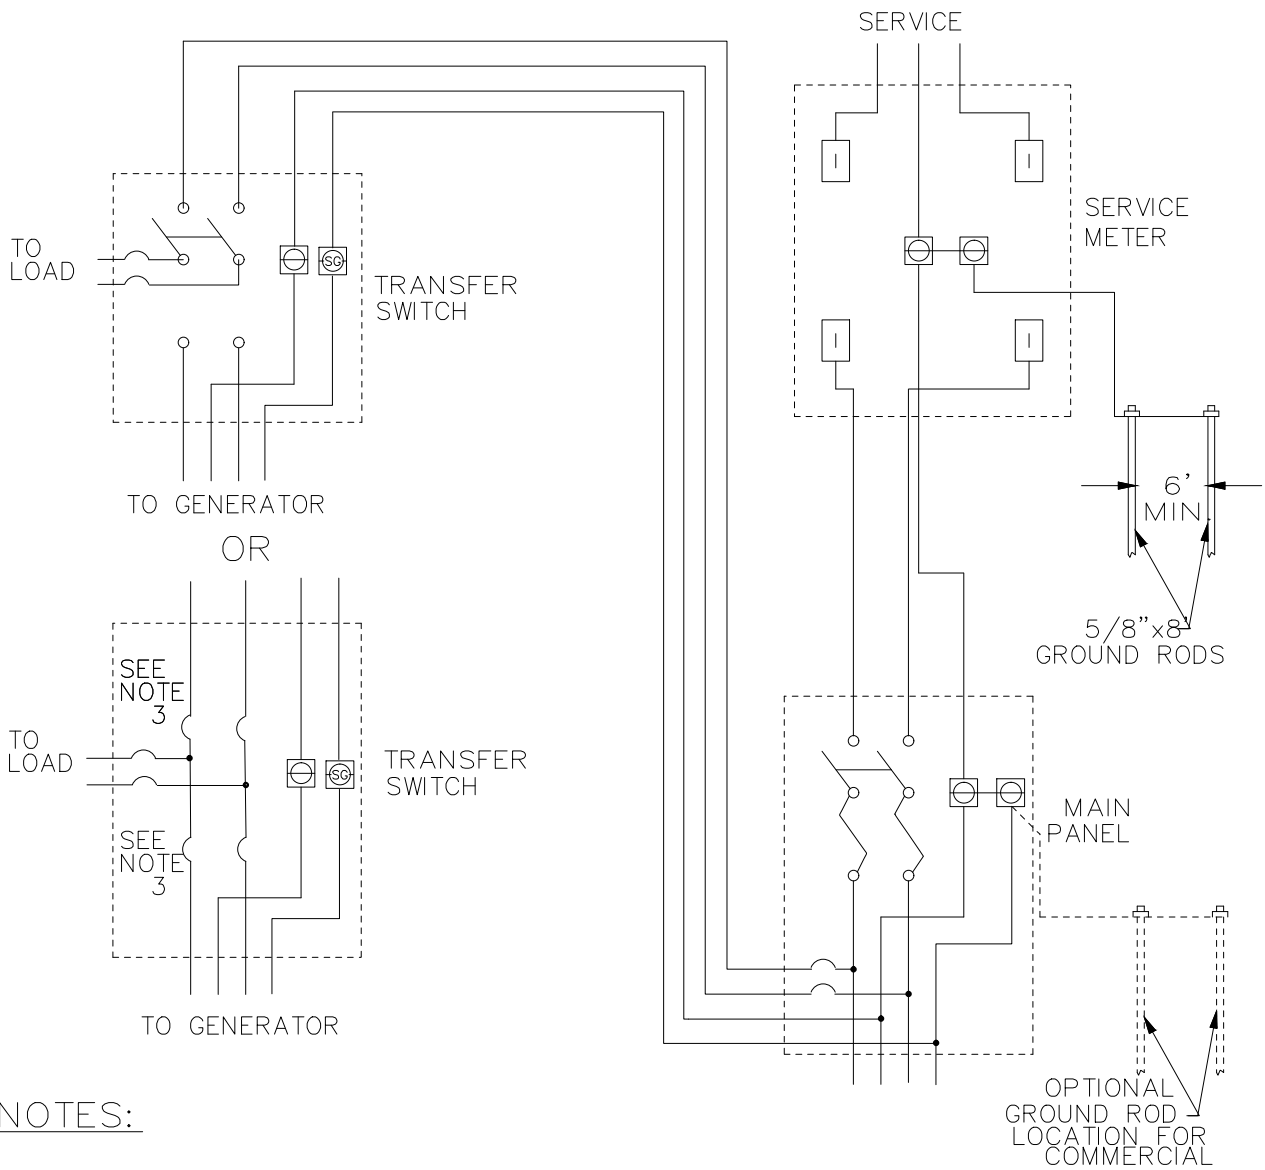 SERVICE
SERVICE
METER
TO
LOAD
SG
TRANSFER
SWITCH
TO GENERATOR
OR
6'
MIN.
5/8"x8'
GROUND RODS
SEE
NOTE
3
TO
LOAD
SG
TRANSFER
SWITCH
SEE
NOTE
3
MAIN
PANEL
TO GENERATOR
OPTIONAL
GROUND ROD
LOCATION FOR
COMMERCIAL
NOTES: